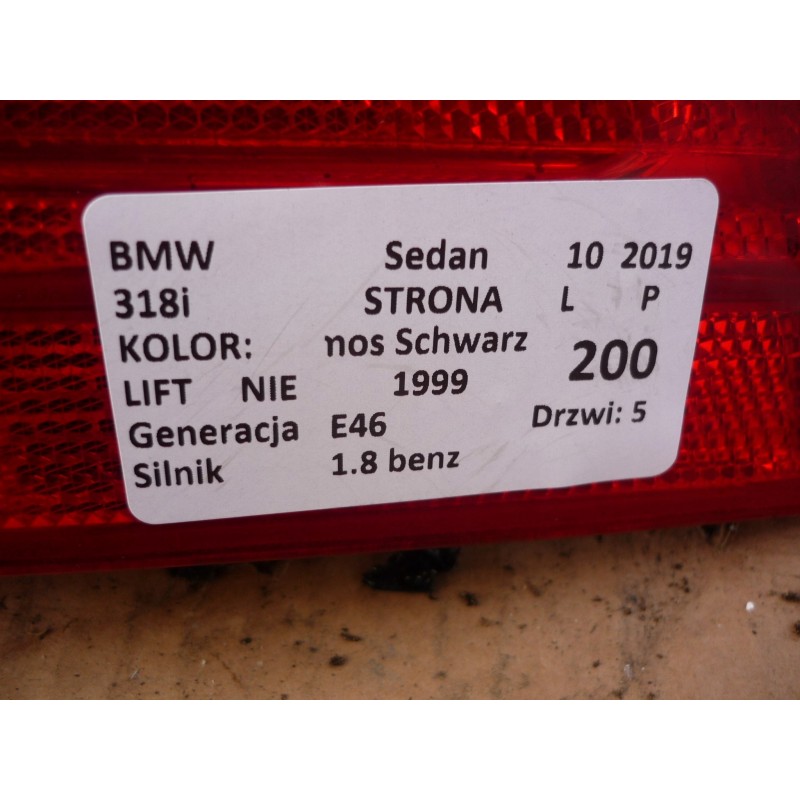 BMW Sedan 10 2019
318i STRONA L P
KOLOR: nos Schwarz 200
LIFT NIE 1999
Generacja E46 Drzwi: 5
Silnik 1.8 benz